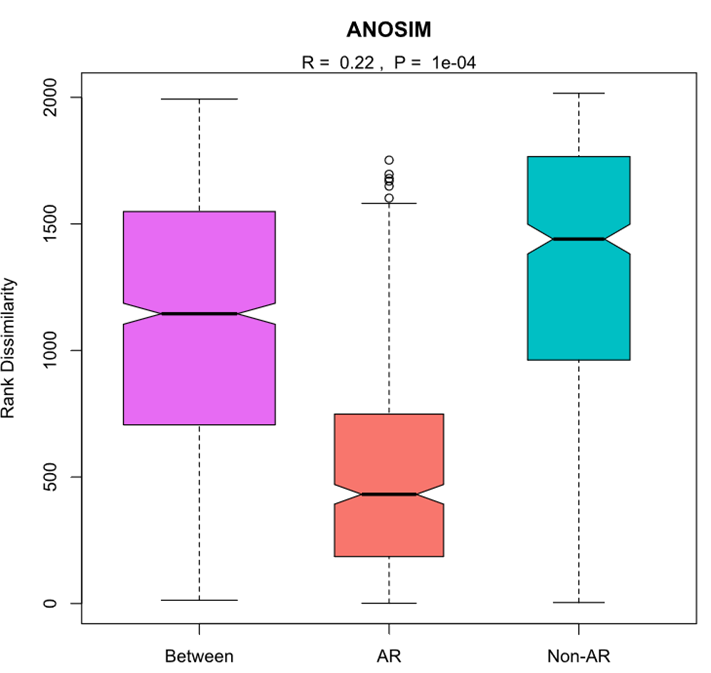 ANOSIM
R = 0.22 , P = 1e-04
Rank Dissimilarity
2000
1500
1000
500
0
Between AR Non-AR